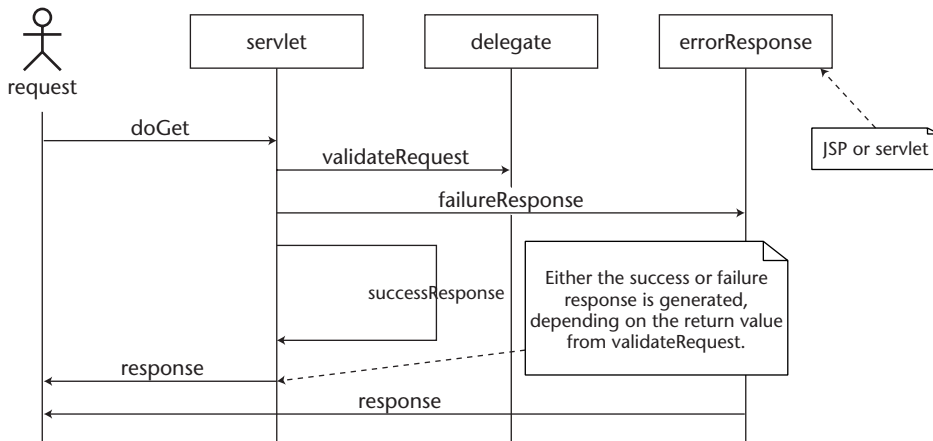 servlet
delegate
errorResponse
request
doGet
JSP or servlet
validateRequest
failureResponse
successResponse
Either the success or failure
response is generated,
depending on the return value
from validateRequest.
response
response